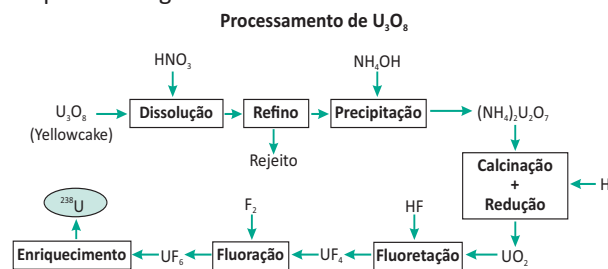 Processamento de U₃O₈
HNO₃
NH₄OH
U₃O₈
(Yellowcake)
Dissolução
Refino
Precipitação
(NH₄)₂U₂O₇
Rejeito
Calcinação
+
Redução
H
²³⁸U
F₂
HF
Enriquecimento
UF₆
Fluoração
UF₄
Fluoretação
UO₂